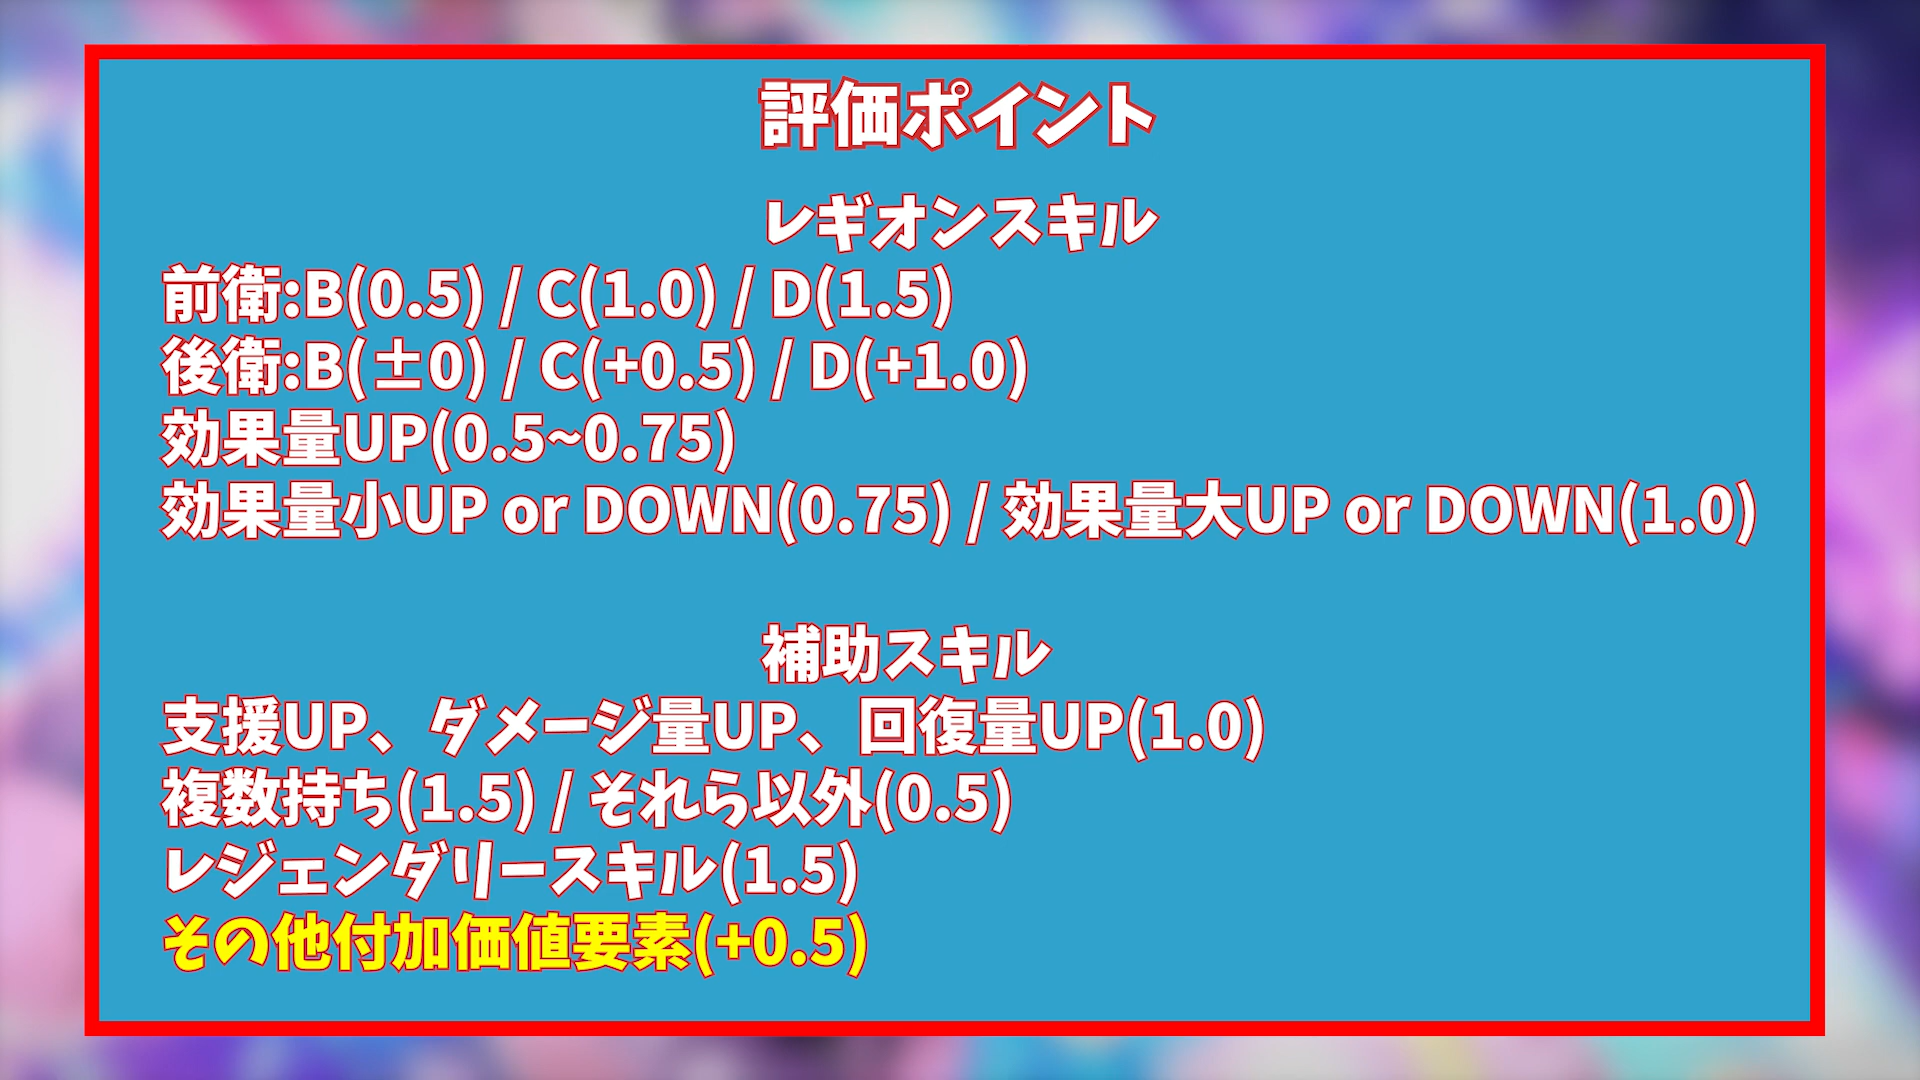 評価ポイント
レギオンスキル
前衛:B(0.5) / C(1.0) / D(1.5)
後衛:B(±0) / C(+0.5) / D(+1.0)
効果量UP(0.5~0.75)
効果量小UP or DOWN(0.75) / 効果量大UP or DOWN(1.0)
補助スキル
支援UP、ダメージ量UP、回復量UP(1.0)
複数持ち(1.5) / それら以外(0.5)
レジェンダリースキル(1.5)
その他付加価値要素(+0.5)